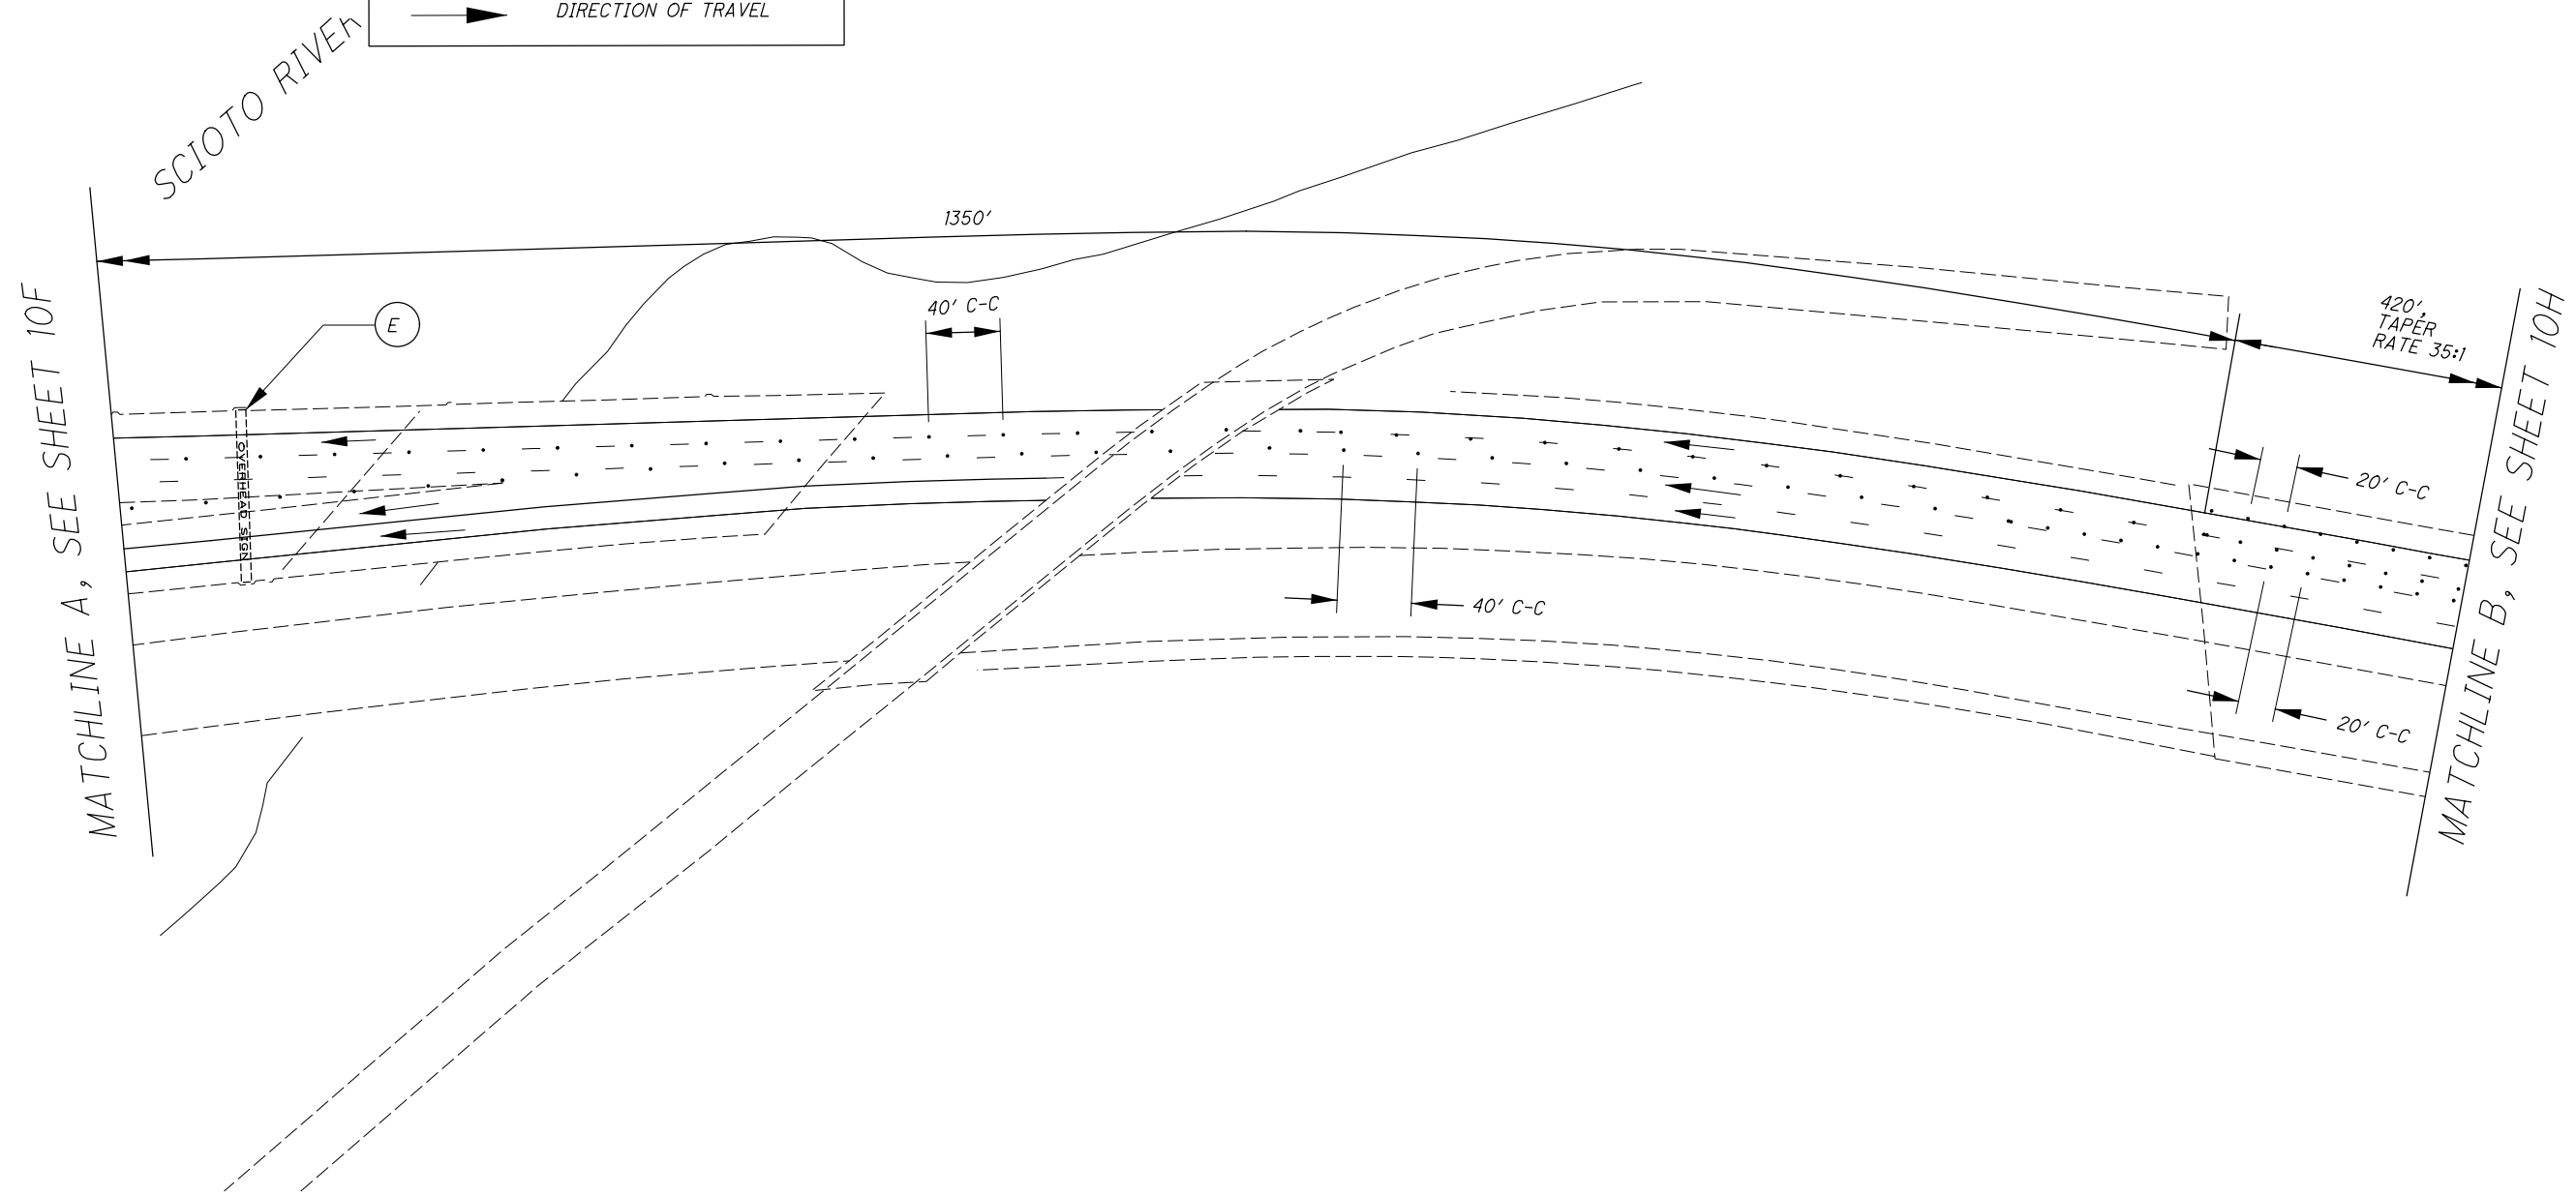 DIRECTION OF TRAVEL
SCIOTO RIVER
1350'
420',
TAPER
RATE 35:1
40' C-C
E
OVERHEAD SIGN
20' C-C
40' C-C
20' C-C
MATCHLINE A, SEE SHEET 10F
MATCHLINE B, SEE SHEET 10H